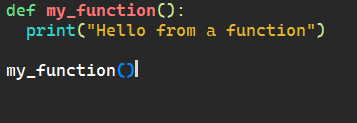 def my_function():
  print("Hello from a function")

my_function()